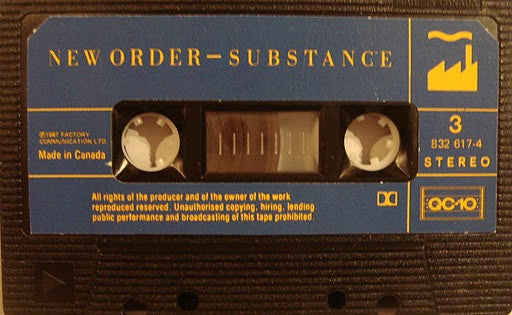 NEW ORDER — SUBSTANCE
℗1987 FACTORY
COMMUNICATION LTD.
Made in Canada
3
832 617-4
STEREO
All rights of the producer and of the owner of the work
reproduced reserved. Unauthorised copying, hiring, lending
public performance and broadcasting of this tape prohibited.
QC-10